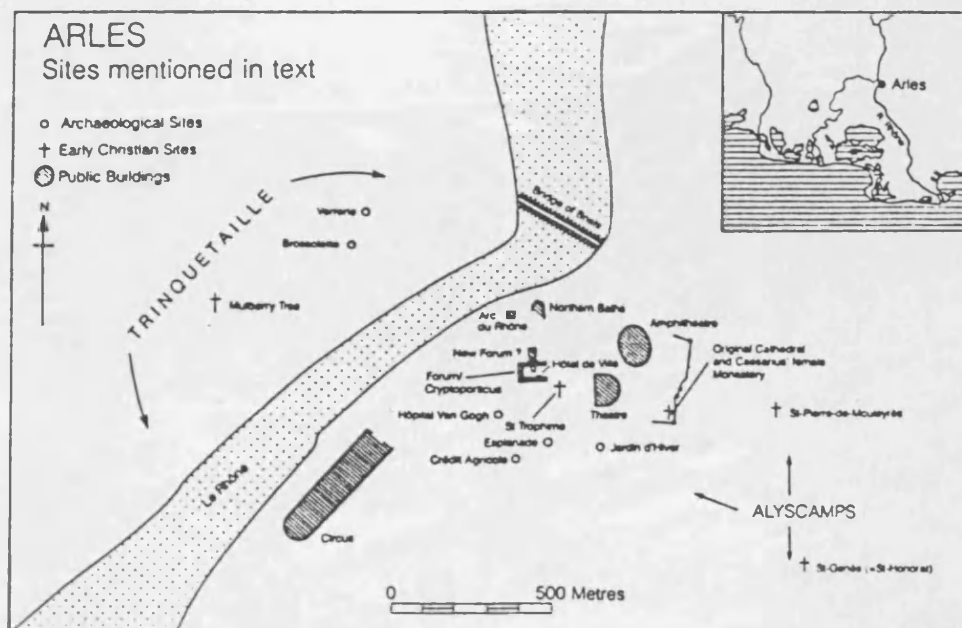 ARLES
Sites mentioned in text
Archaeological Sites
Early Christian Sites
Public Buildings
N
TRINQUETAILLE
Verrerie
Brossolette
Mulberry Tree
Bridge of Boats
Arles
R. Rhône
Arc
du Rhône
Northern Baths
Amphitheatre
New Forum ?
Hôtel de Ville
Forum/
Cryptoporticus
Original Cathedral
and Caesarius' female
Monastery
Hôpital Van Gogh
St Trophime
Theatre
St-Pierre-de-Mouleyrès
Esplanade
Jardin d'Hiver
Crédit Agricole
Le Rhône
Circus
ALYSCAMPS
St-Genès (=St-Honorat)
0 500 Metres